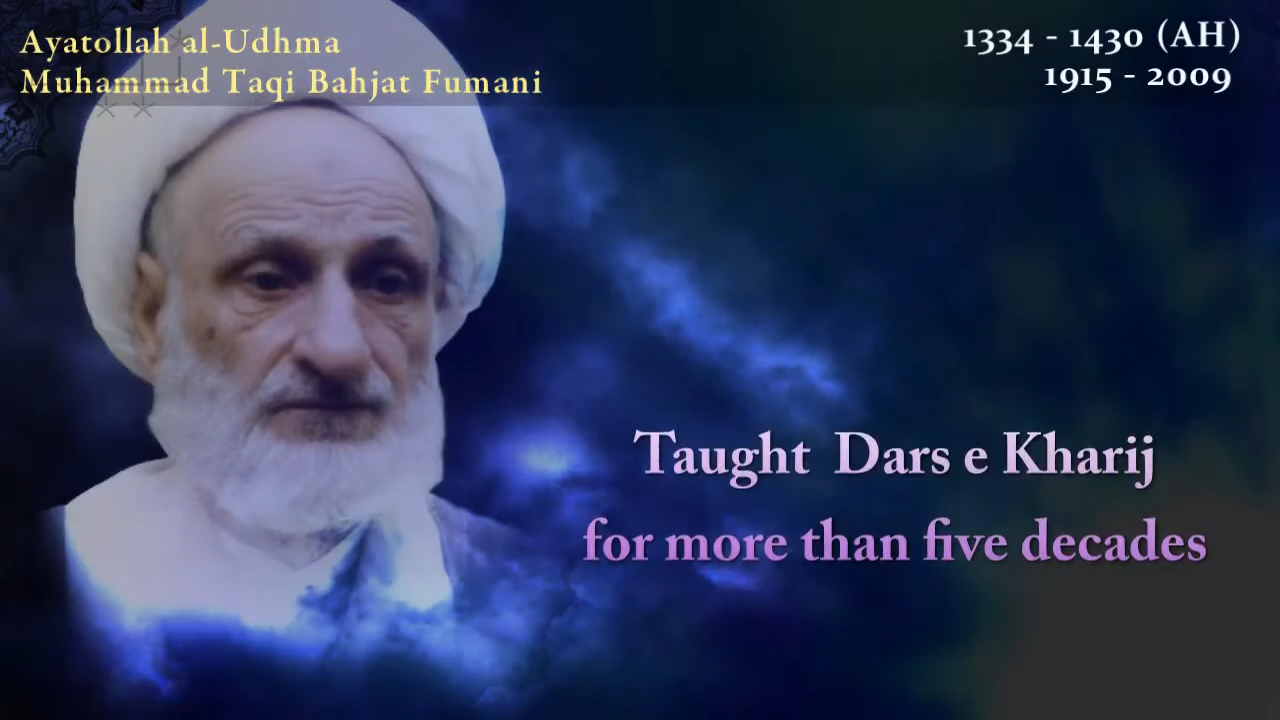 Ayatollah al-Udhma
Muhammad Taqi Bahjat Fumani
1334 - 1430 (AH)
1915 - 2009
Taught Dars e Kharij
for more than five decades